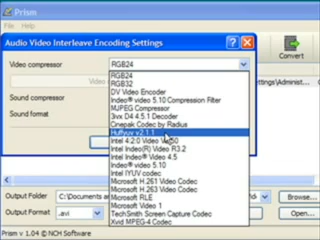 Prism
File Help
Audio Video Interleave Encoding Settings
Convert
Video compressor
RGB24
RGB24
RGB32
DV Video Encoder
Indeo® video 5.10 Compression Filter
MJPEG Compressor
3ivx D4 4.5.1 Decoder
Cinepak Codec by Radius
Huffyuv v2.1.1
Intel 4:2:0 Video V2.50
Intel Indeo(R) Video R3.2
Intel Indeo® Video 4.5
Indeo® video 5.10
Intel IYUV codec
Microsoft H.261 Video Codec
Microsoft H.263 Video Codec
Microsoft RLE
Microsoft Video 1
TechSmith Screen Capture Codec
Xvid MPEG-4 Codec
Sound compressor
Sound format
ettings\Administ...
Output Folder
C:\Documents a
Browse...
Output Format
.avi
Open...
Prism v 1.04 © NCH Software